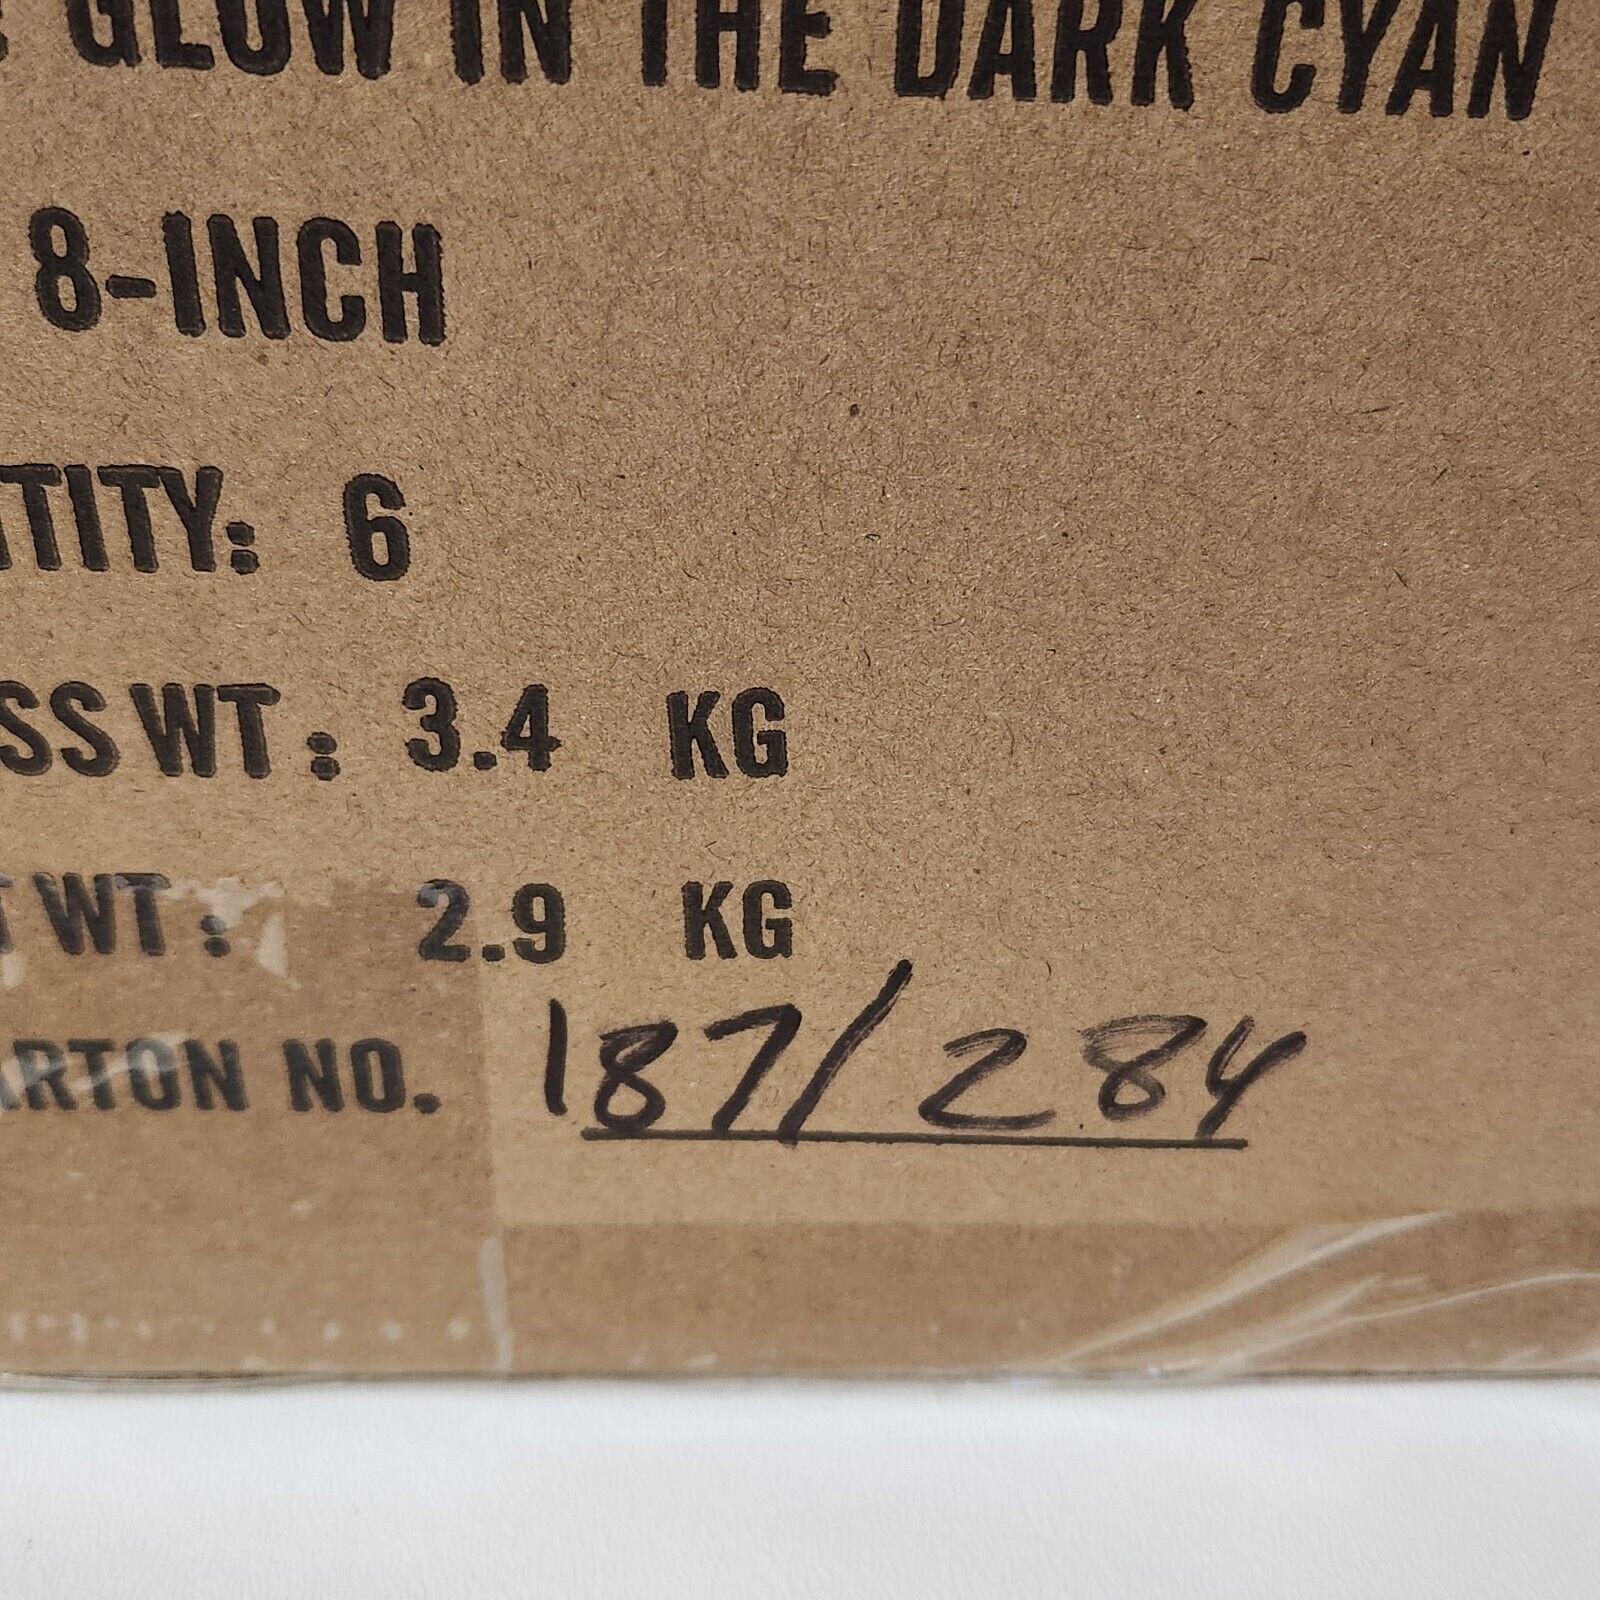 : GLOW IN THE DARK CYAN
8-INCH
NTITY: 6
SS WT: 3.4 KG
T WT: 2.9 KG
ARTON NO. 187/284